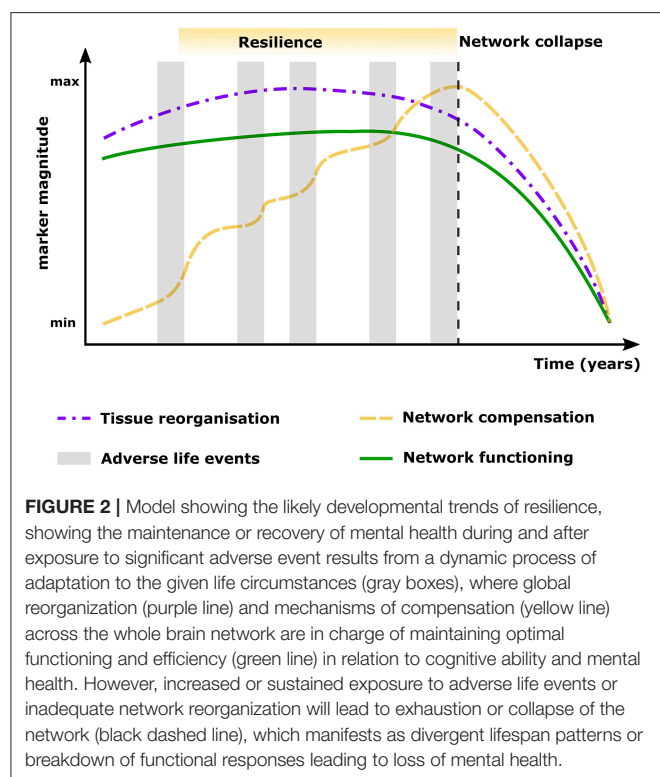 Resilience
Network collapse
max
marker magnitude
min
Time (years)
Tissue reorganisation
Network compensation
Adverse life events
Network functioning
FIGURE 2 | Model showing the likely developmental trends of resilience,
showing the maintenance or recovery of mental health during and after
exposure to significant adverse event results from a dynamic process of
adaptation to the given life circumstances (gray boxes), where global
reorganization (purple line) and mechanisms of compensation (yellow line)
across the whole brain network are in charge of maintaining optimal
functioning and efficiency (green line) in relation to cognitive ability and mental
health. However, increased or sustained exposure to adverse life events or
inadequate network reorganization will lead to exhaustion or collapse of the
network (black dashed line), which manifests as divergent lifespan patterns or
breakdown of functional responses leading to loss of mental health.